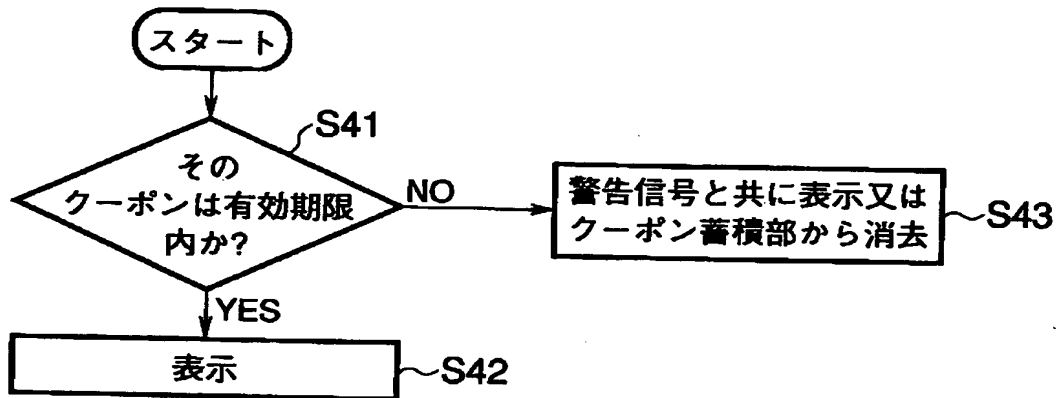 スタート
S41
その
クーポンは有効期限
内か?
NO
警告信号と共に表示又は
クーポン蓄積部から消去
S43
YES
表示
S42